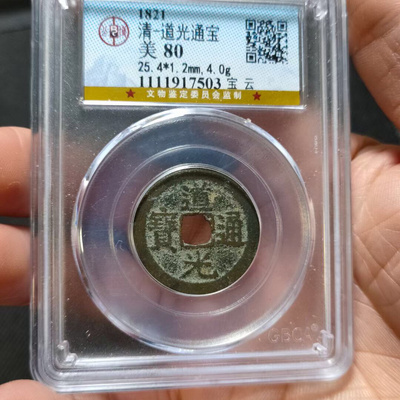 1821
清-道光通宝
美 80
25.4*1.2mm,4.0g
1111917503 宝云
★ 文物鉴定委员会监制 ★
道
寶 通
光
GBCA